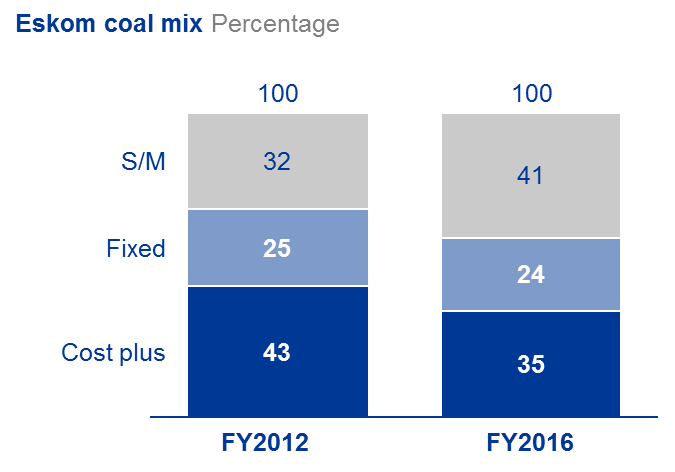 Eskom coal mix Percentage
100 100
S/M 32 41
Fixed 25 24
Cost plus 43 35
FY2012 FY2016